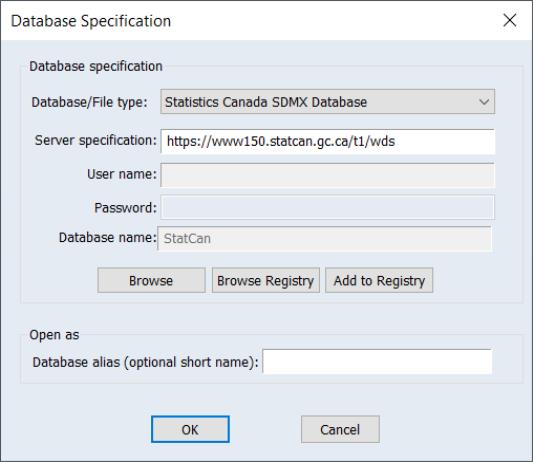 Database Specification
Database specification
Database/File type: Statistics Canada SDMX Database
Server specification: https://www150.statcan.gc.ca/t1/wds
User name:
Password:
Database name: StatCan
Browse Browse Registry Add to Registry
Open as
Database alias (optional short name):
OK Cancel